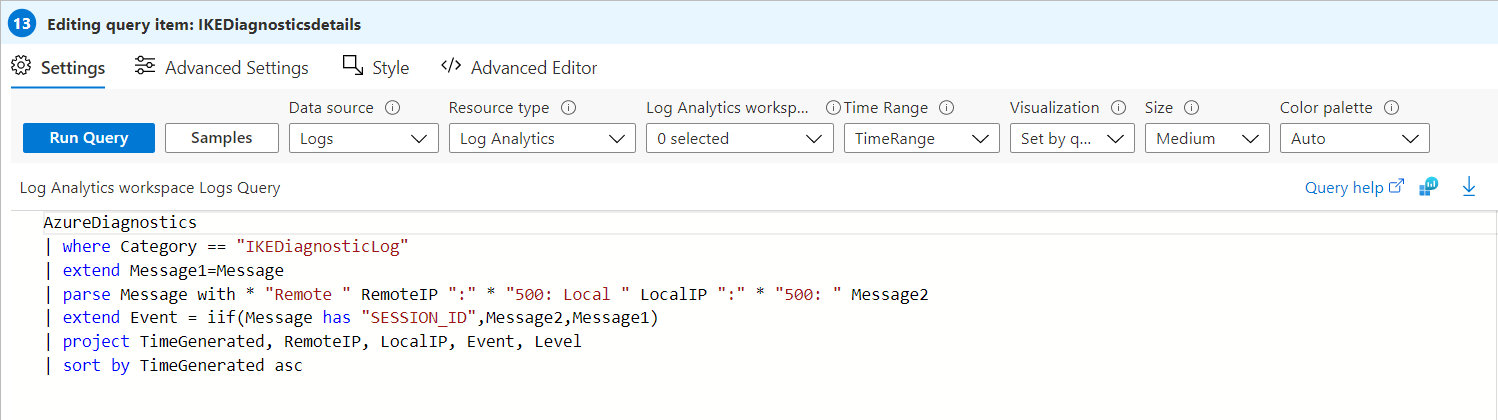 13 Editing query item: IKEDiagnosticsdetails
Settings Advanced Settings Style </> Advanced Editor
Data source Resource type Log Analytics worksp... Time Range Visualization Size Color palette
Run Query Samples Logs Log Analytics 0 selected TimeRange Set by q... Medium Auto
Log Analytics workspace Logs Query Query help
AzureDiagnostics
| where Category == "IKEDiagnosticLog"
| extend Message1=Message
| parse Message with * "Remote " RemoteIP ":" * "500: Local " LocalIP ":" * "500: " Message2
| extend Event = iif(Message has "SESSION_ID",Message2,Message1)
| project TimeGenerated, RemoteIP, LocalIP, Event, Level
| sort by TimeGenerated asc